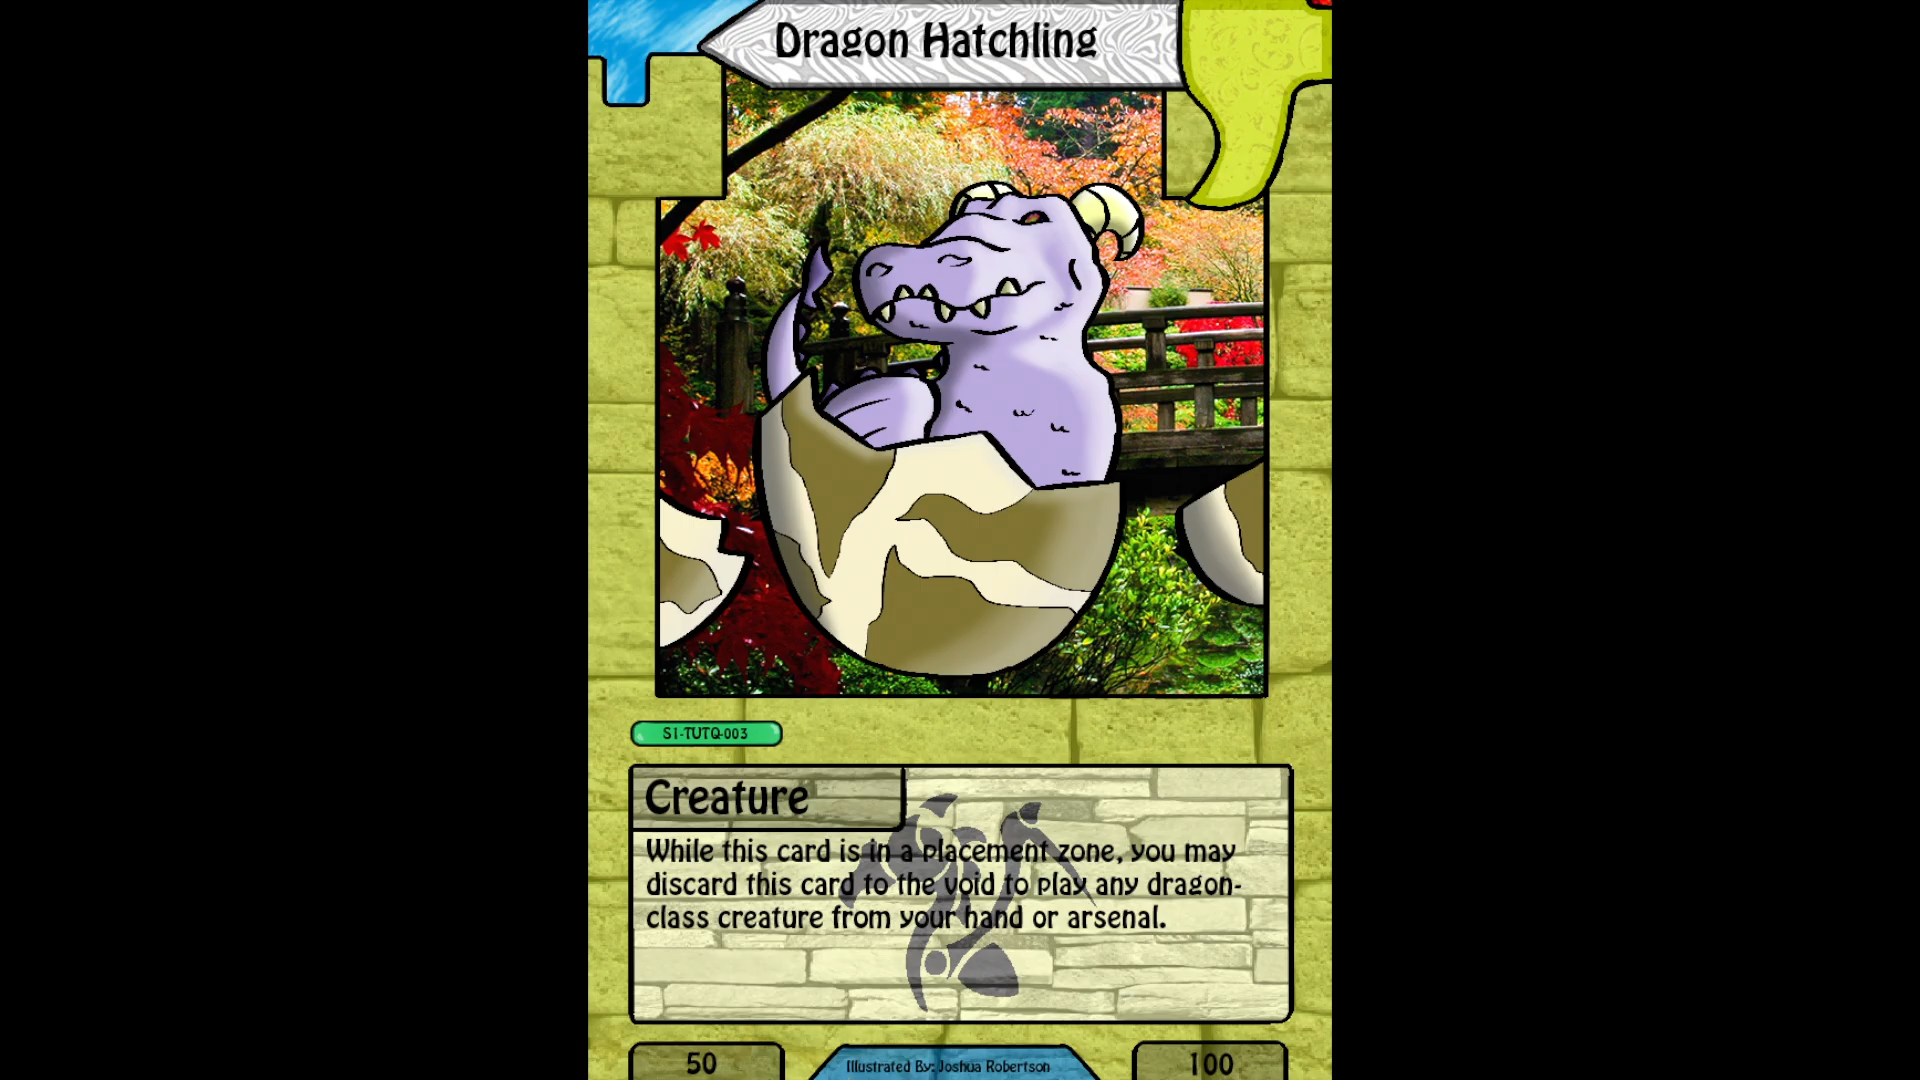 Dragon Hatchling
S1-TUTQ-003
Creature
While this card is in a placement zone, you may
discard this card to the void to play any dragon-
class creature from your hand or arsenal.
50
Illustrated By: Joshua Robertson
100